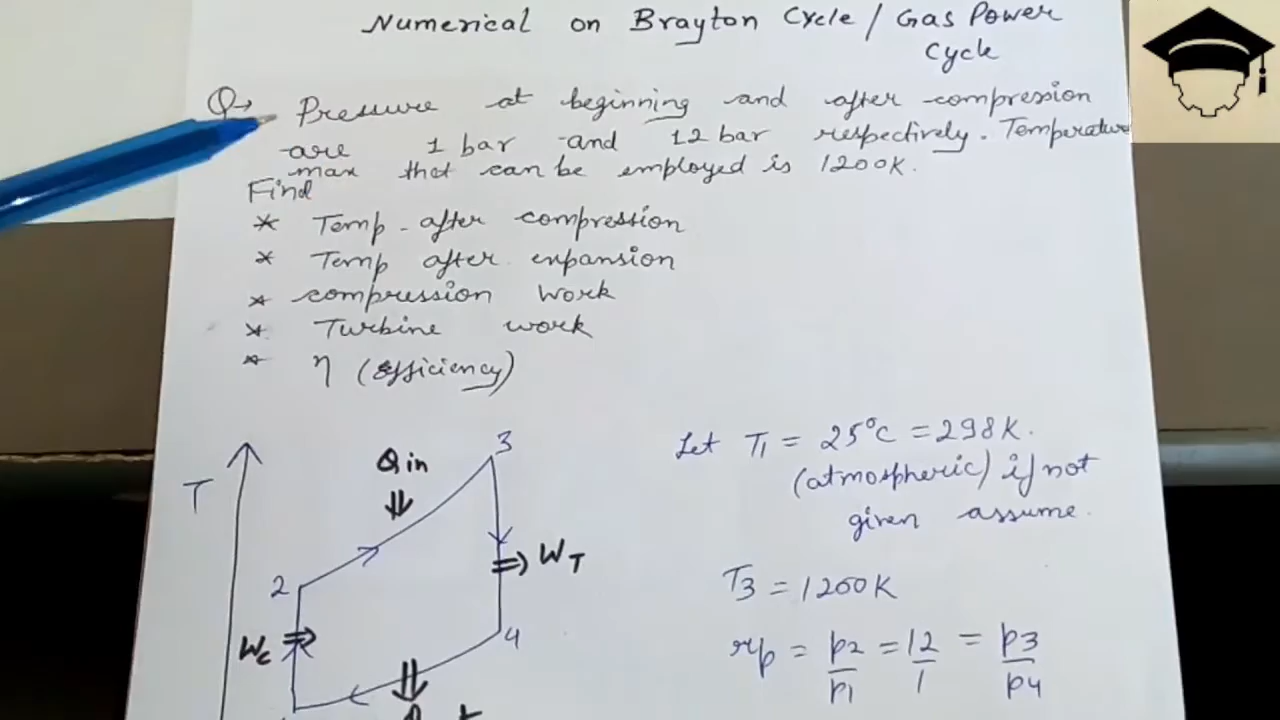 Numerical on Brayton Cycle / Gas Power
Cycle
Q→ Pressure at beginning and after compression
are 1 bar and 12 bar respectively. Temperature
max that can be employed is 1200K.
Find
* Temp. after compression
* Temp after expansion
* compression work
* Turbine work
* η (efficiency)
Let T1 = 25°C = 298K.
(atmospheric) if not
given assume.
T3 = 1200K
rp = p2/p1 = 12/1 = p3/p4
T
Q in
3
2
WT
Wc
4